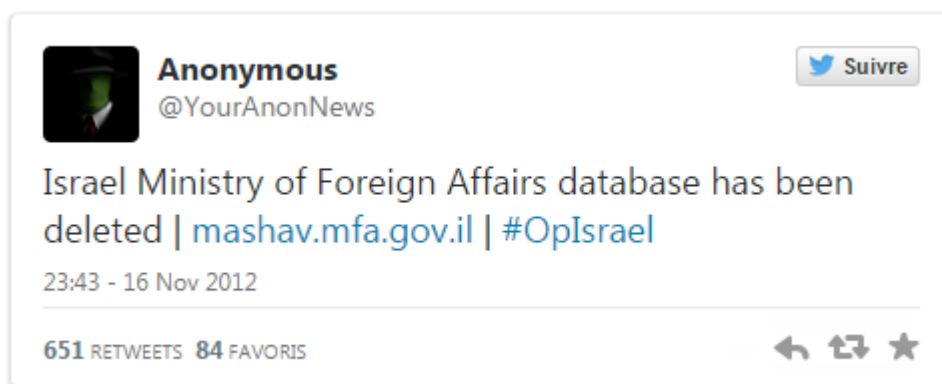 Anonymous
Suivre
@YourAnonNews
Israel Ministry of Foreign Affairs database has been
deleted | mashav.mfa.gov.il | #OpIsrael
23:43 - 16 Nov 2012
651 RETWEETS 84 FAVORIS